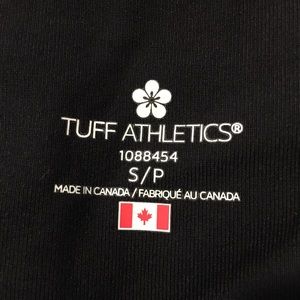 TUFF ATHLETICS®
1088454
S/P
MADE IN CANADA / FABRIQUÉ AU CANADA